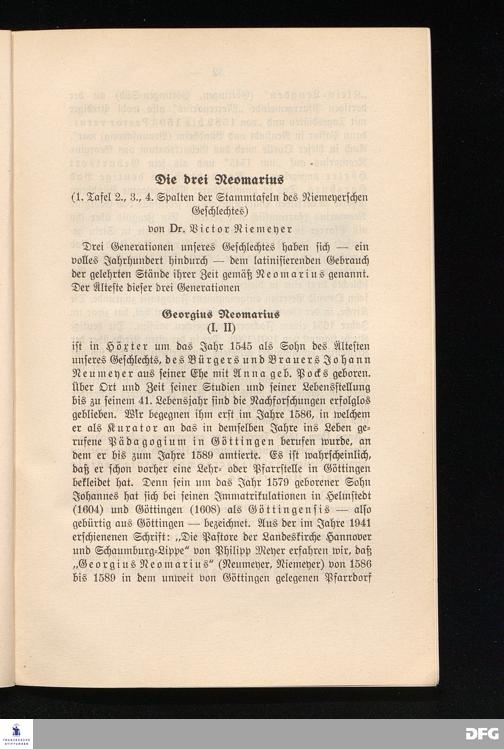 Die drei Neomarius
(1. Tafel 2., 3., 4. Spalten der Stammtafeln des Niemeyerschen
Geschlechtes)
von Dr. Victor Niemeyer
Drei Generationen unseres Geschlechtes haben sich — ein
volles Jahrhundert hindurch — dem latinisierenden Gebrauch
der gelehrten Stände ihrer Zeit gemäß Neomarius genannt.
Der Älteste dieser drei Generationen
Georgius Neomarius
(I. II)
ist in Hörter um das Jahr 1545 als Sohn des Ältesten
unseres Geschlechts, des Bürgers und Brauers Johann
Neumeyer aus seiner Ehe mit Anna geb. Pocks geboren.
Über Ort und Zeit seiner Studien und seiner Lebensstellung
bis zu seinem 41. Lebensjahr sind die Nachforschungen erfolglos
geblieben. Wir begegnen ihm erst im Jahre 1586, in welchem
er als Kurator an das in demselben Jahre ins Leben ge-
rufene Pädagogium in Göttingen berufen wurde, an
dem er bis zum Jahre 1589 amtierte. Es ist wahrscheinlich,
daß er schon vorher eine Lehr- oder Pfarrstelle in Göttingen
bekleidet hat. Denn sein um das Jahr 1579 geborener Sohn
Johannes hat sich bei seinen Immatrikulationen in Helmstedt
(1604) und Göttingen (1608) als Göttingensis — also
gebürtig aus Göttingen — bezeichnet. Aus der im Jahre 1941
erschienenen Schrift: „Die Pastore der Landeskirche Hannover
und Schaumburg-Lippe“ von Philipp Meyer erfahren wir, daß
„Georgius Neomarius“ (Neumeyer, Niemeyer) von 1586
bis 1589 in dem unweit von Göttingen gelegenen Pfarrdorf
FRANCKESCHE
STIFTUNGEN
DFG